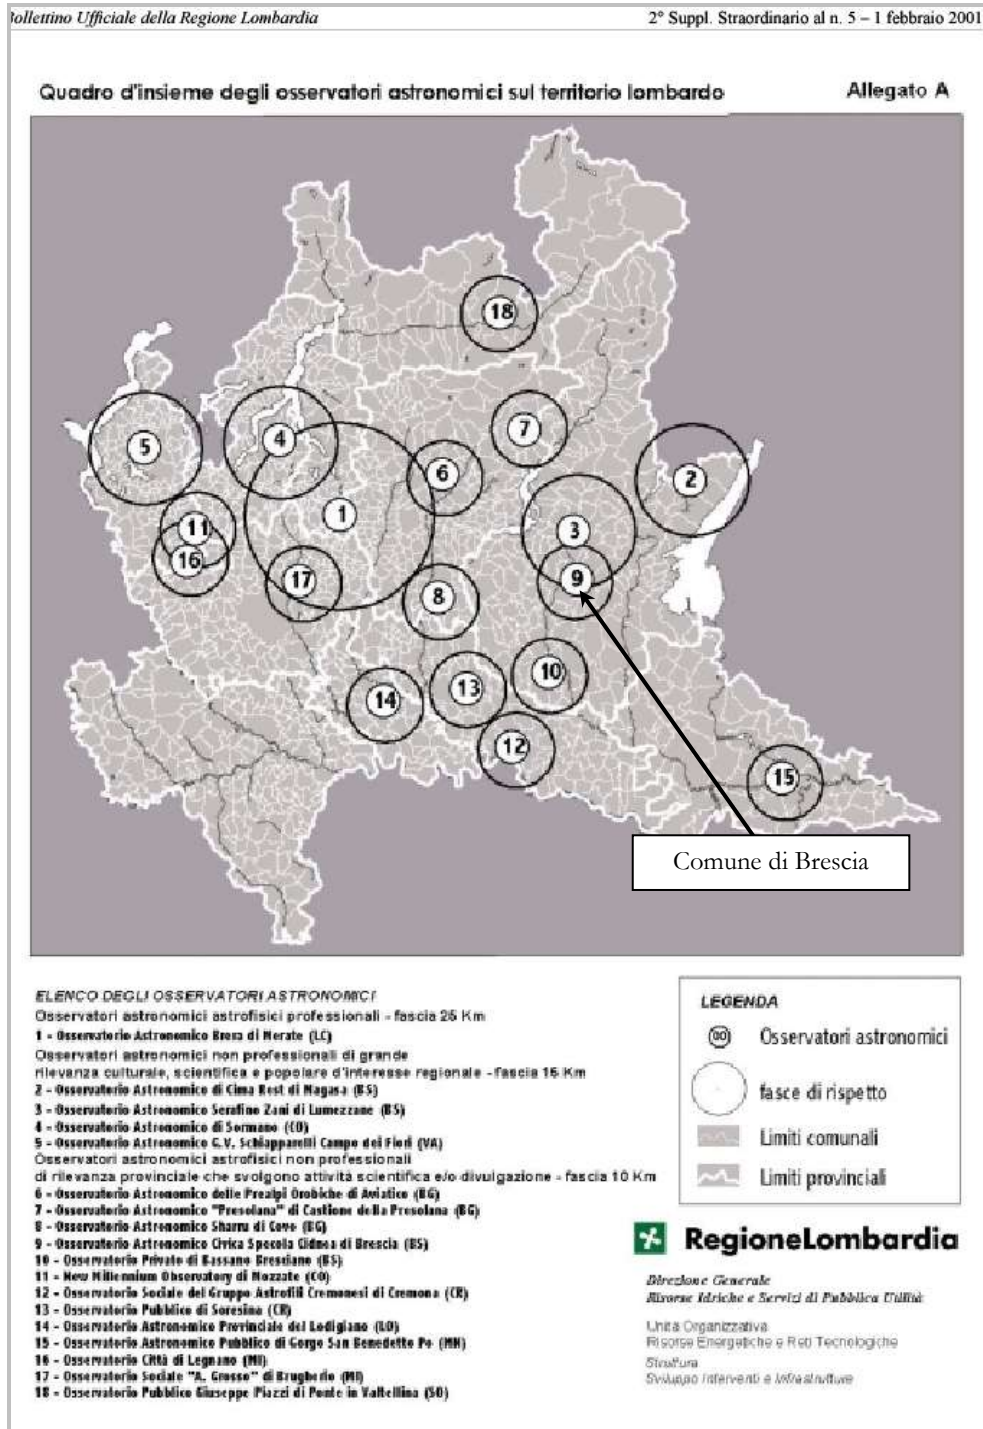 Bollettino Ufficiale della Regione Lombardia
2° Suppl. Straordinario al n. 5 – 1 febbraio 2001
Quadro d'insieme degli osservatori astronomici sul territorio lombardo
Allegato A
18
7
5
4
6
2
1
3
11
16
17
9
8
10
13
14
12
15
Comune di Brescia
ELENCO DEGLI OSSERVATORI ASTRONOMICI
Osservatori astronomici astrofisici professionali - fascia 25 Km
1 - Osservatorio Astronomico Brera di Merate (LC)
Osservatori astronomici non professionali di grande
rilevanza culturale, scientifica e popolare d'interesse regionale - fascia 15 Km
2 - Osservatorio Astronomico di Cima Rest di Magasa (BS)
3 - Osservatorio Astronomico Serafino Zani di Lumezzane (BS)
4 - Osservatorio Astronomico di Sormano (CO)
5 - Osservatorio Astronomico G.V. Schiapparelli Campo dei Fiori (VA)
Osservatori astronomici astrofisici non professionali
di rilevanza provinciale che svolgono attività scientifica e/o divulgazione - fascia 10 Km
6 - Osservatorio Astronomico delle Prealpi Orobiche di Aviatico (BG)
7 - Osservatorio Astronomico "Presolana" di Castione della Presolana (BG)
8 - Osservatorio Astronomico Sharru di Covo (BG)
9 - Osservatorio Astronomico Civica Specola Cidnea di Brescia (BS)
10 - Osservatorio Privato di Bassano Bresciano (BS)
11 - New Millennium Observatory di Mozzate (CO)
12 - Osservatorio Sociale del Gruppo Astrofili Cremonesi di Cremona (CR)
13 - Osservatorio Pubblico di Soresina (CR)
14 - Osservatorio Astronomico Provinciale del Lodigiano (LO)
15 - Osservatorio Astronomico Pubblico di Gorgo San Benedetto Po (MN)
16 - Osservatorio Città di Legnano (MI)
17 - Osservatorio Sociale "A. Grosso" di Brugherio (MI)
18 - Osservatorio Pubblico Giuseppe Piazzi di Ponte in Valtellina (SO)
LEGENDA
00 Osservatori astronomici
fasce di rispetto
Limiti comunali
Limiti provinciali
RegioneLombardia
Direzione Generale
Risorse Idriche e Servizi di Pubblica Utilità
Unità Organizzativa
Risorse Energetiche e Reti Tecnologiche
Struttura
Sviluppo Interventi e Infrastrutture